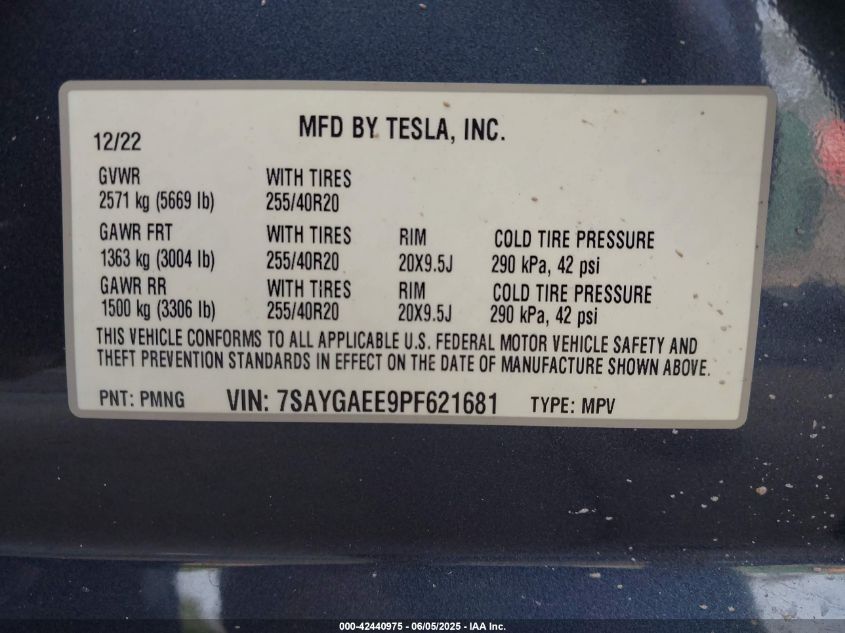 MFD BY TESLA, INC.
12/22
GVWR WITH TIRES
2571 kg (5669 lb) 255/40R20
GAWR FRT WITH TIRES RIM COLD TIRE PRESSURE
1363 kg (3004 lb) 255/40R20 20X9.5J 290 kPa, 42 psi
GAWR RR WITH TIRES RIM COLD TIRE PRESSURE
1500 kg (3306 lb) 255/40R20 20X9.5J 290 kPa, 42 psi
THIS VEHICLE CONFORMS TO ALL APPLICABLE U.S. FEDERAL MOTOR VEHICLE SAFETY AND
THEFT PREVENTION STANDARDS IN EFFECT ON THE DATE OF MANUFACTURE SHOWN ABOVE.
PNT: PMNG VIN: 7SAYGAEE9PF621681 TYPE: MPV
000-42440975 - 06/05/2025 - IAA Inc.